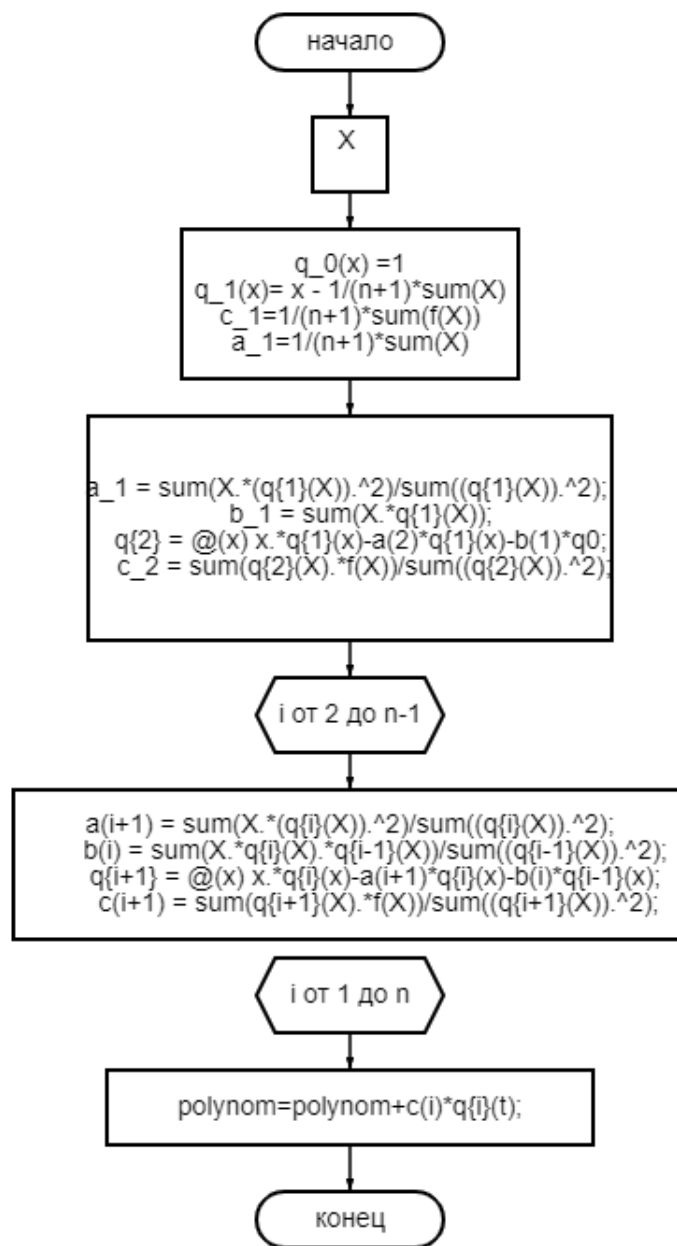 начало
X
q_0(x) =1
q_1(x)= x - 1/(n+1)*sum(X)
c_1=1/(n+1)*sum(f(X))
a_1=1/(n+1)*sum(X)
a_1 = sum(X.*(q{1}(X)).^2)/sum((q{1}(X)).^2);
b_1 = sum(X.*q{1}(X));
q{2} = @(x) x.*q{1}(x)-a(2)*q{1}(x)-b(1)*q0;
c_2 = sum(q{2}(X).*f(X))/sum((q{2}(X)).^2);
i от 2 до n-1
a(i+1) = sum(X.*(q{i}(X)).^2)/sum((q{i}(X)).^2);
b(i) = sum(X.*q{i}(X).*q{i-1}(X))/sum((q{i-1}(X)).^2);
q{i+1} = @(x) x.*q{i}(x)-a(i+1)*q{i}(x)-b(i)*q{i-1}(x);
c(i+1) = sum(q{i+1}(X).*f(X))/sum((q{i+1}(X)).^2);
i от 1 до n
polynom=polynom+c(i)*q{i}(t);
конец